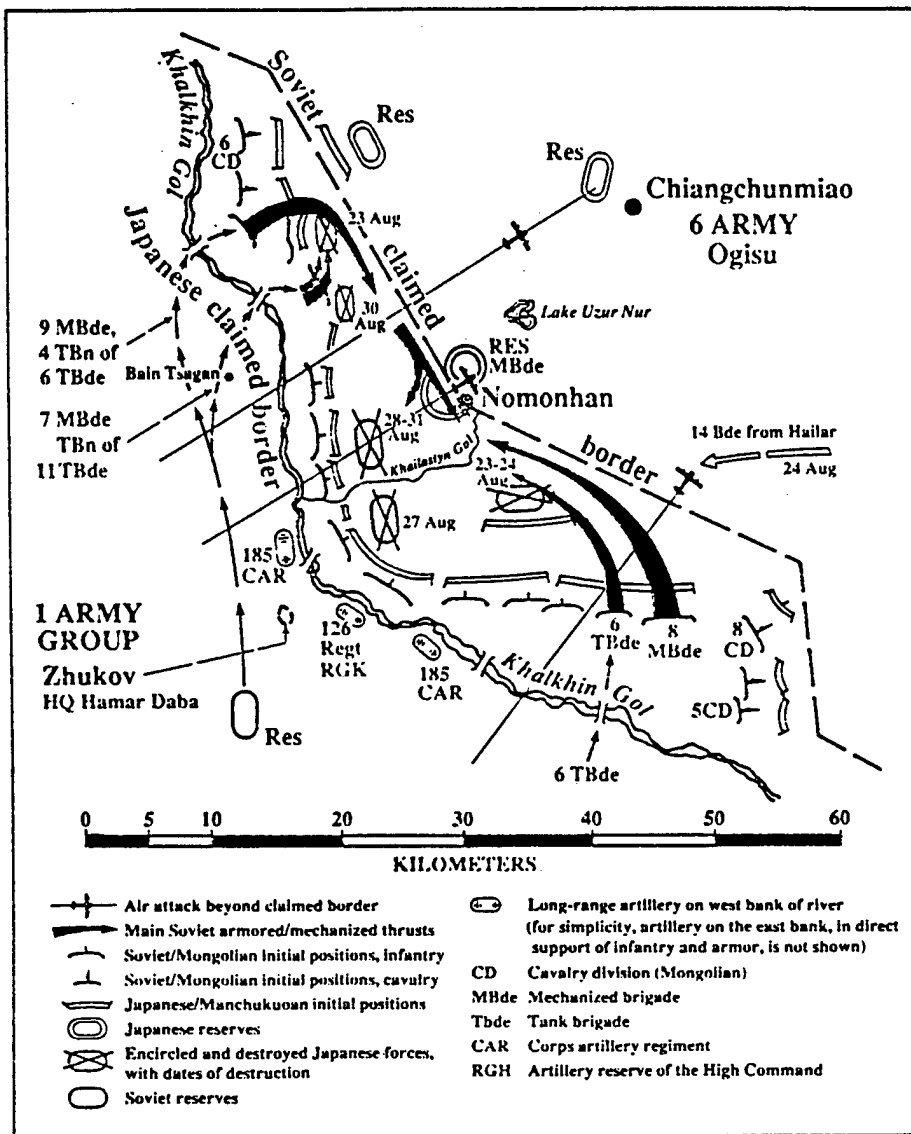 Khalkhin Gol
Soviet
claimed
border
Res
6
CD
Res
Chiangchunmiao
6 ARMY
Ogisu
Japanese claimed border
23 Aug
30
Aug
Lake Uzur Nur
9 MBde,
4 TBn of
6 TBde
Bain Tsagan
7 MBde
TBn of
11 TBde
RES
MBde
Nomonhan
28-31
Aug
Khailastyn Gol
23-24
Aug
14 Bde from Hailar
24 Aug
27 Aug
185
CAR
1 ARMY
GROUP
Zhukov
HQ Hamar Daba
126
Regt
RGK
185
CAR
6
TBde
8
MBde
8
CD
5CD
Khalkhin Gol
Res
6 TBde
0 5 10 20 30 40 50 60
KILOMETERS
Air attack beyond claimed border
Main Soviet armored/mechanized thrusts
Soviet/Mongolian initial positions, infantry
Soviet/Mongolian initial positions, cavalry
Japanese/Manchukuoan initial positions
Japanese reserves
Encircled and destroyed Japanese forces,
with dates of destruction
Soviet reserves
Long-range artillery on west bank of river
(for simplicity, artillery on the east bank, in direct
support of infantry and armor, is not shown)
CD Cavalry division (Mongolian)
MBde Mechanized brigade
Tbde Tank brigade
CAR Corps artillery regiment
RGH Artillery reserve of the High Command